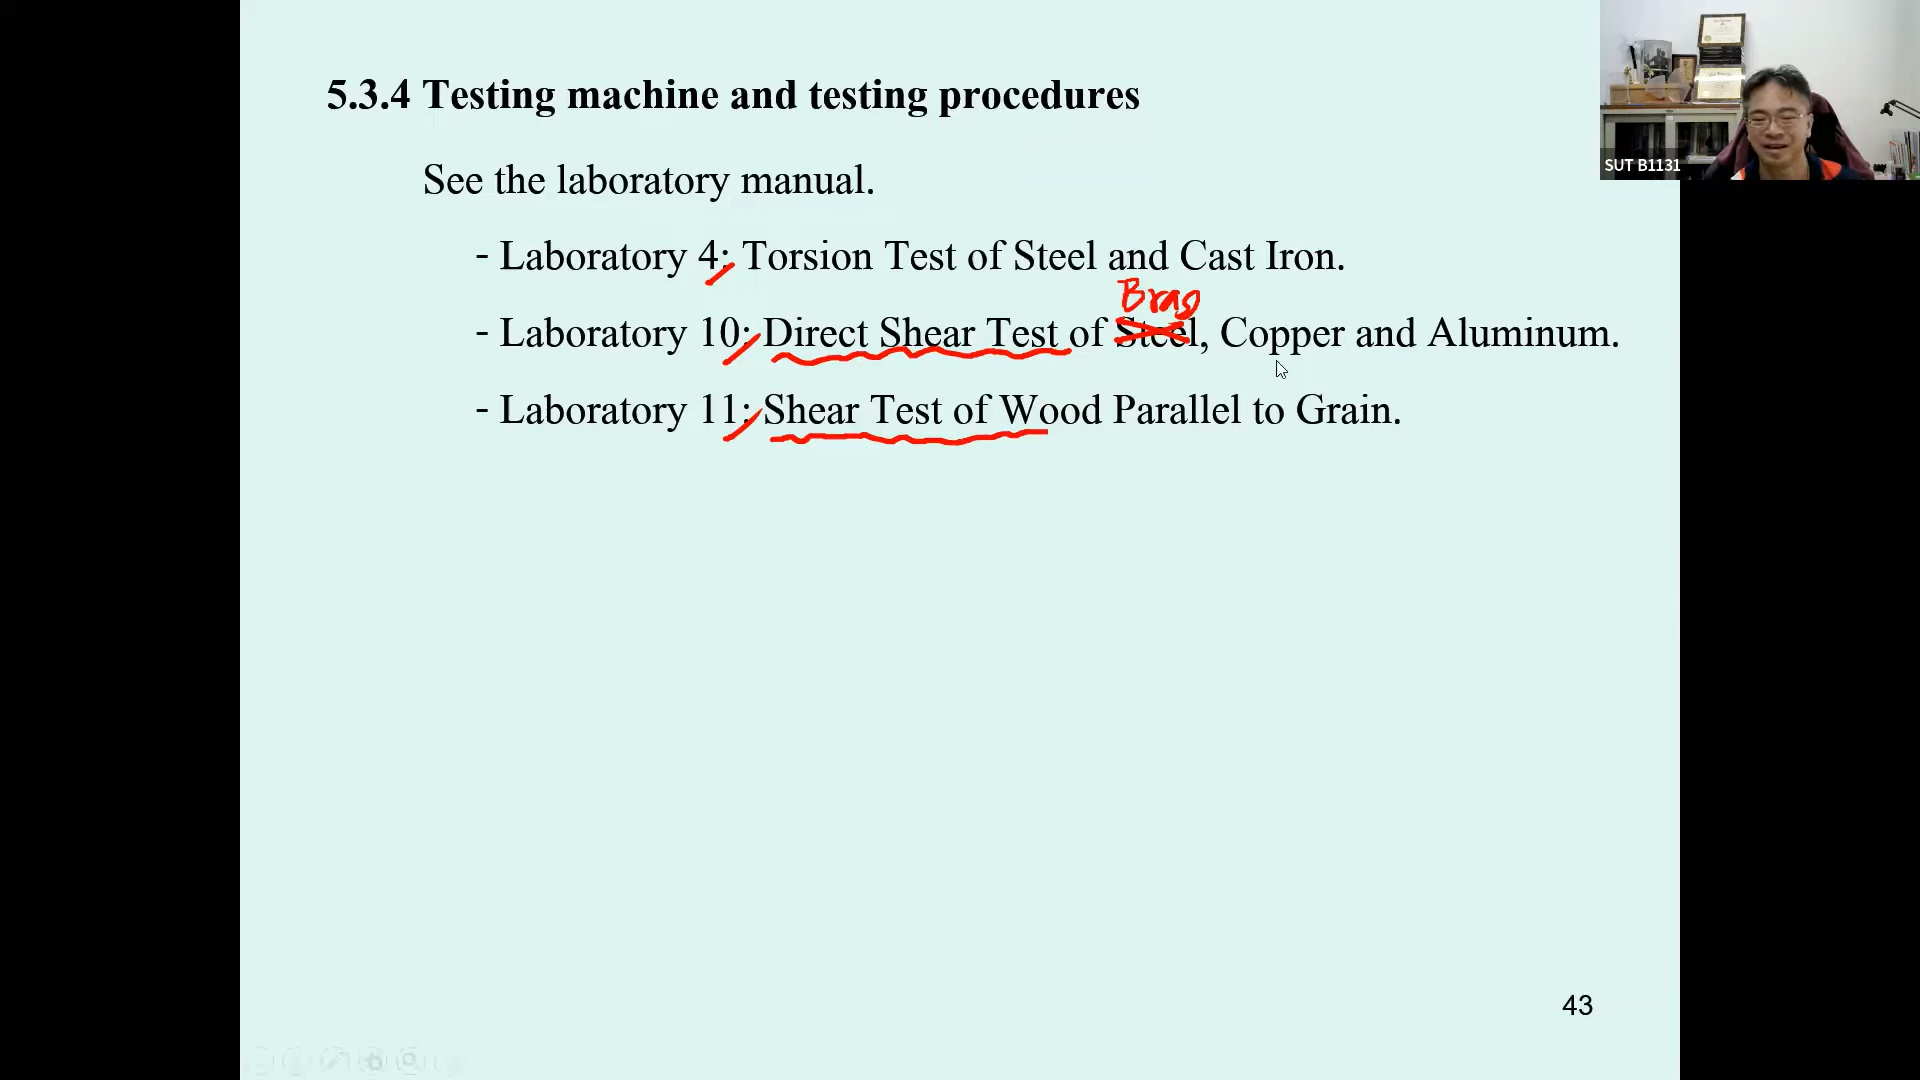 5.3.4 Testing machine and testing procedures
See the laboratory manual.
- Laboratory 4: Torsion Test of Steel and Cast Iron.
Bras
- Laboratory 10: Direct Shear Test of Steel, Copper and Aluminum.
- Laboratory 11: Shear Test of Wood Parallel to Grain.
SUT B1131
43